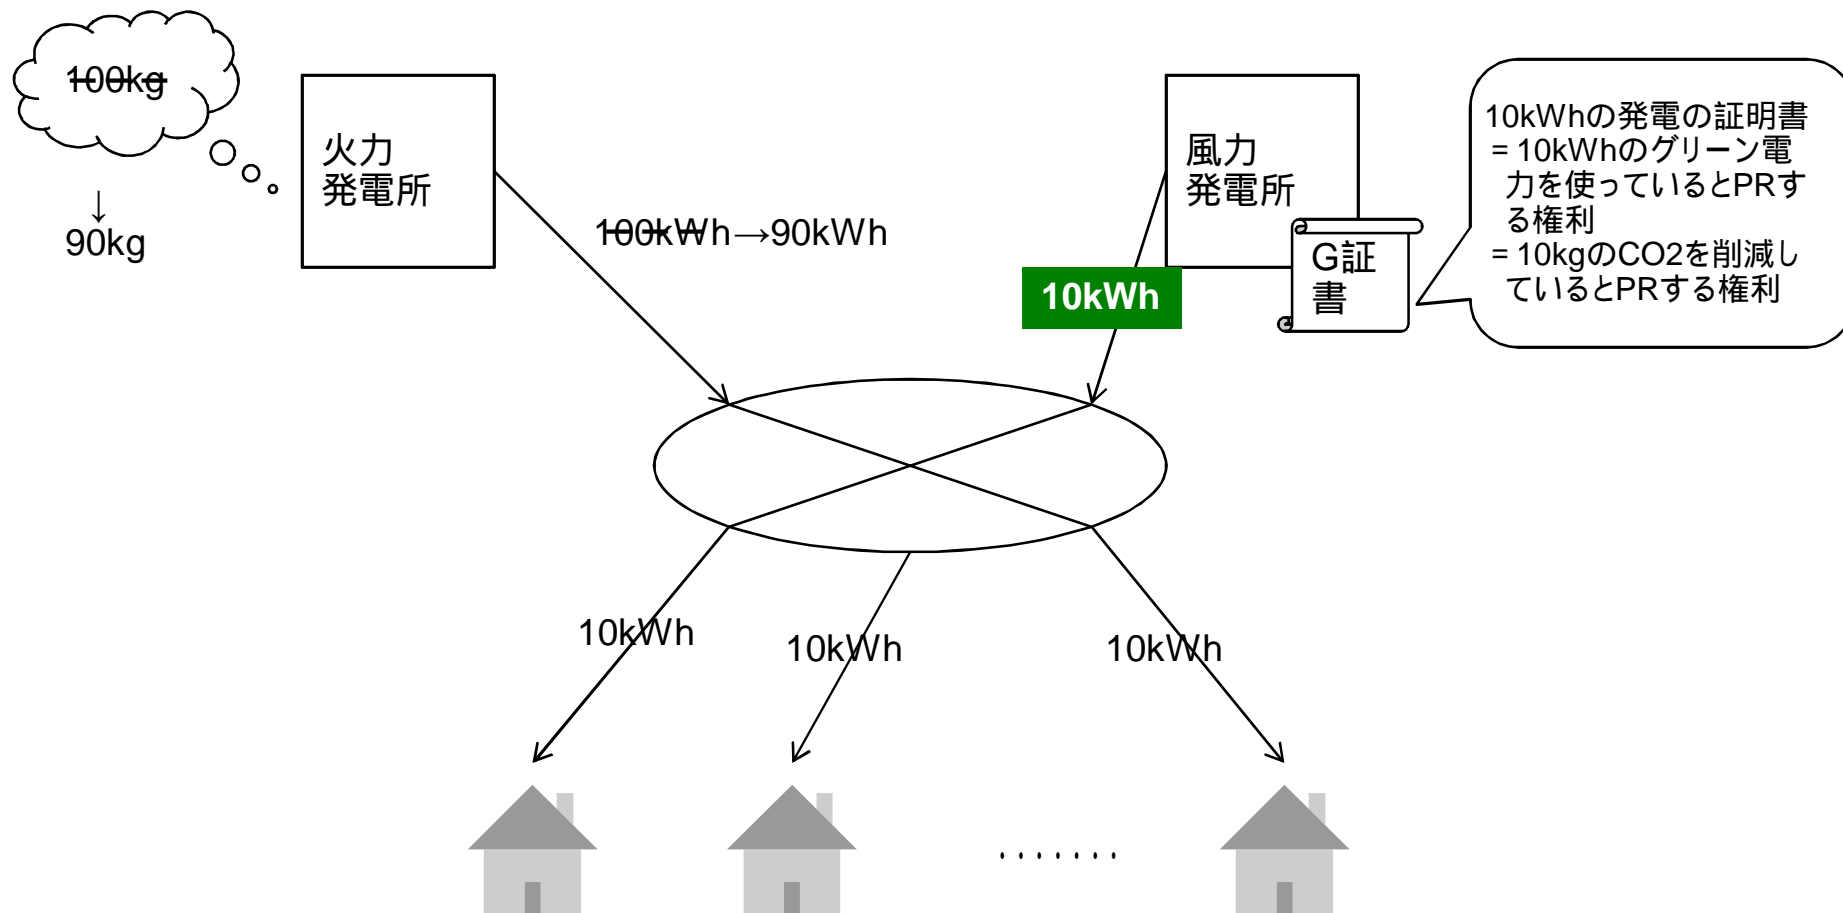 100kg
↓
90kg
火力
発電所
100kWh→90kWh
風力
発電所
G証
書
10kWh
10kWhの発電の証明書
= 10kWhのグリーン電
力を使っているとPRす
る権利
= 10kgのCO2を削減し
ているとPRする権利
10kWh
10kWh
10kWh
・・・・・・・